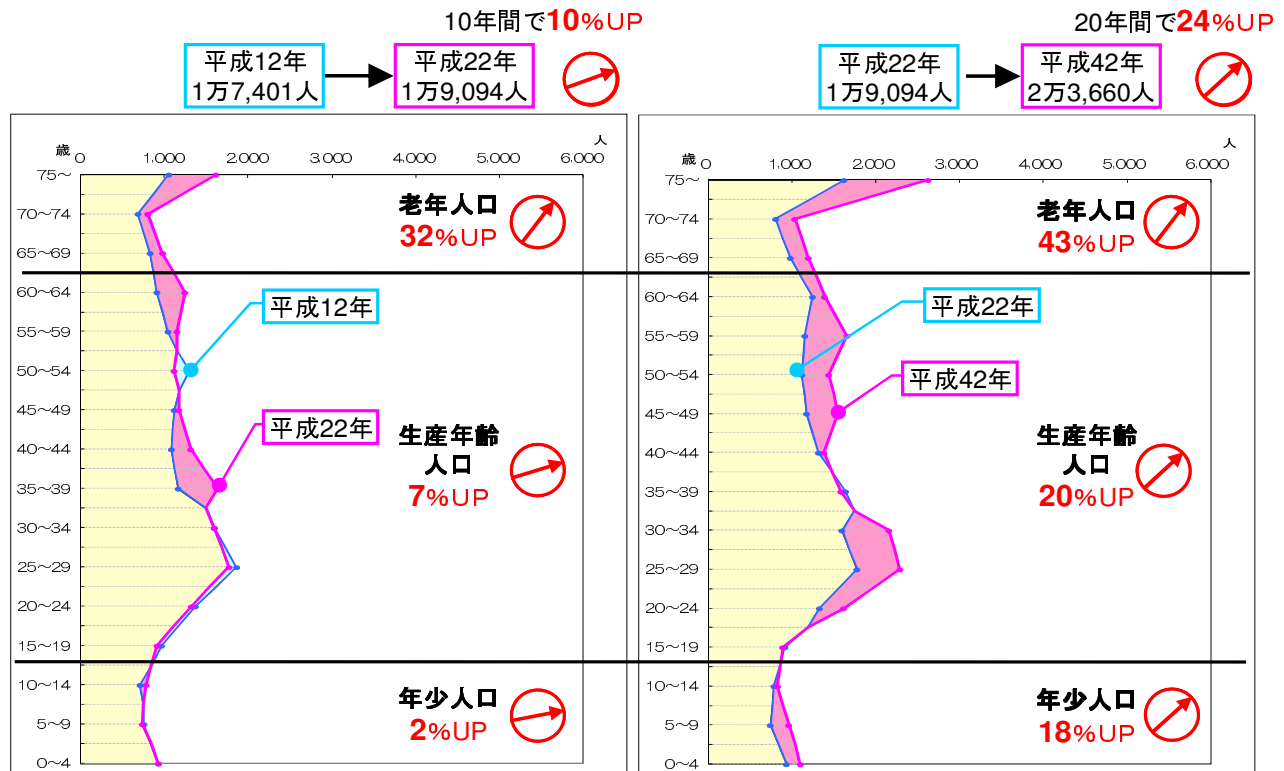 10年間で10%UP
平成12年
1万7,401人
平成22年
1万9,094人
歳
0
1.000
2.000
3.000
4.000
5.000
6.000
人
75～
70～74
65～69
60～64
55～59
50～54
45～49
40～44
35～39
30～34
25～29
20～24
15～19
10～14
5～9
0～4
老年人口
32%UP
平成12年
平成22年
生産年齢
人口
7%UP
年少人口
2%UP
20年間で24%UP
平成22年
1万9,094人
平成42年
2万3,660人
歳
0
1.000
2.000
3.000
4.000
5.000
6.000
人
75～
70～74
65～69
60～64
55～59
50～54
45～49
40～44
35～39
30～34
25～29
20～24
15～19
10～14
5～9
0～4
老年人口
43%UP
平成22年
平成42年
生産年齢
人口
20%UP
年少人口
18%UP